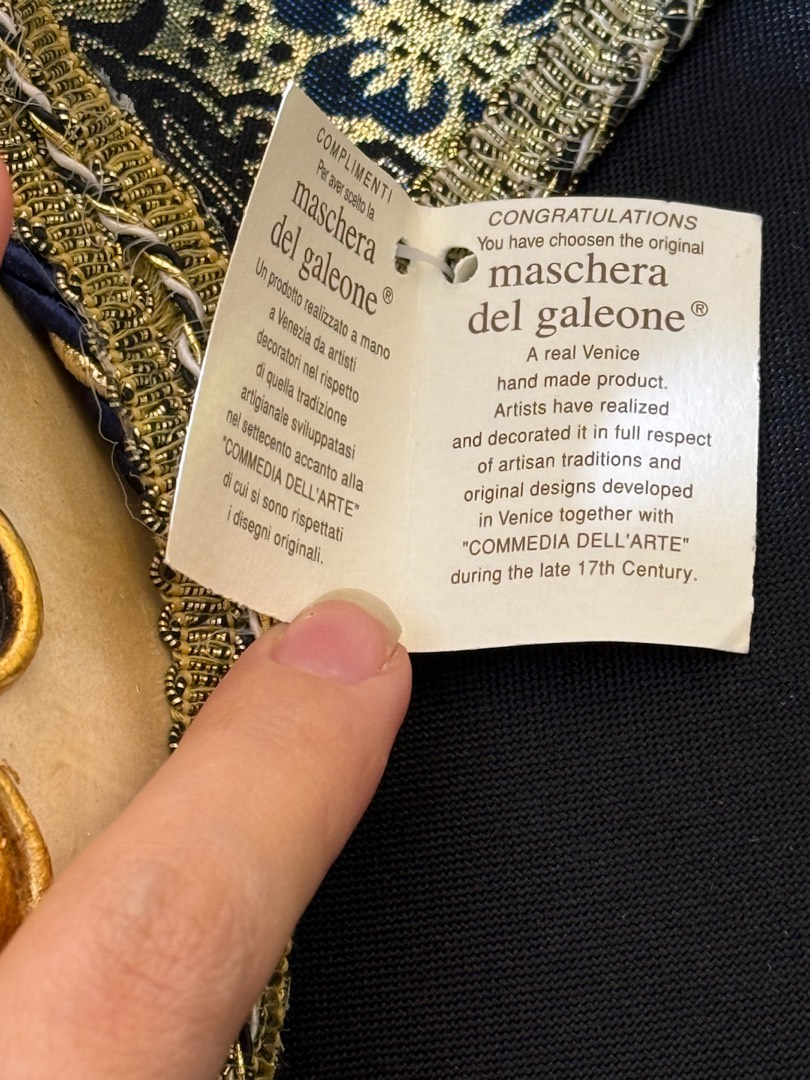 COMPLIMENTI
Per aver scelto la
maschera
del galeone®
Un prodotto realizzato a mano
a Venezia da artisti
decoratori nel rispetto
di quella tradizione
artigianale sviluppatasi
nel settecento accanto alla
"COMMEDIA DELL'ARTE"
di cui si sono rispettati
i disegni originali.
CONGRATULATIONS
You have choosen the original
maschera
del galeone®
A real Venice
hand made product.
Artists have realized
and decorated it in full respect
of artisan traditions and
original designs developed
in Venice together with
"COMMEDIA DELL'ARTE"
during the late 17th Century.